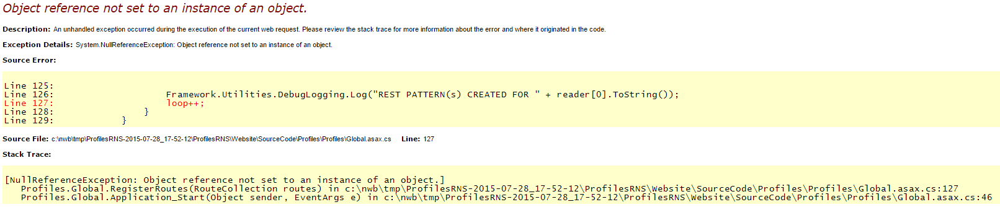 Object reference not set to an instance of an object.
Description: An unhandled exception occurred during the execution of the current web request. Please review the stack trace for more information about the error and where it originated in the code.
Exception Details: System.NullReferenceException: Object reference not set to an instance of an object.
Source Error:
Line 125:
Line 126:                     Framework.Utilities.DebugLogging.Log("REST PATTERN(s) CREATED FOR " + reader[0].ToString());
Line 127:                     loop++;
Line 128:                 }
Line 129:             }
Source File: c:\nwb\tmp\ProfilesRNS-2015-07-28_17-52-12\ProfilesRNS\Website\SourceCode\Profiles\Profiles\Global.asax.cs    Line: 127
Stack Trace:
[NullReferenceException: Object reference not set to an instance of an object.]
   Profiles.Global.RegisterRoutes(RouteCollection routes) in c:\nwb\tmp\ProfilesRNS-2015-07-28_17-52-12\ProfilesRNS\Website\SourceCode\Profiles\Profiles\Global.asax.cs:127
   Profiles.Global.Application_Start(Object sender, EventArgs e) in c:\nwb\tmp\ProfilesRNS-2015-07-28_17-52-12\ProfilesRNS\Website\SourceCode\Profiles\Profiles\Global.asax.cs:46